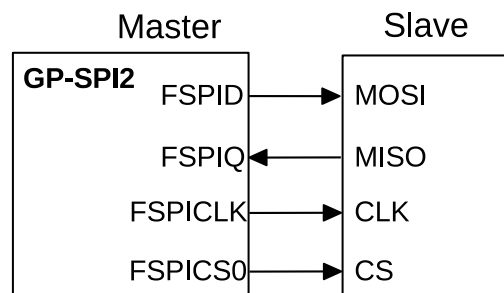 Master Slave
GP-SPI2
FSPID MOSI
FSPIQ MISO
FSPICLK CLK
FSPICS0 CS